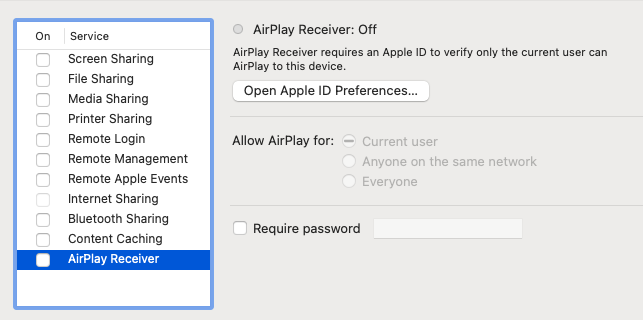 On Service
Screen Sharing
File Sharing
Media Sharing
Printer Sharing
Remote Login
Remote Management
Remote Apple Events
Internet Sharing
Bluetooth Sharing
Content Caching
AirPlay Receiver
AirPlay Receiver: Off
AirPlay Receiver requires an Apple ID to verify only the current user can
AirPlay to this device.
Open Apple ID Preferences...
Allow AirPlay for: Current user
Anyone on the same network
Everyone
Require password